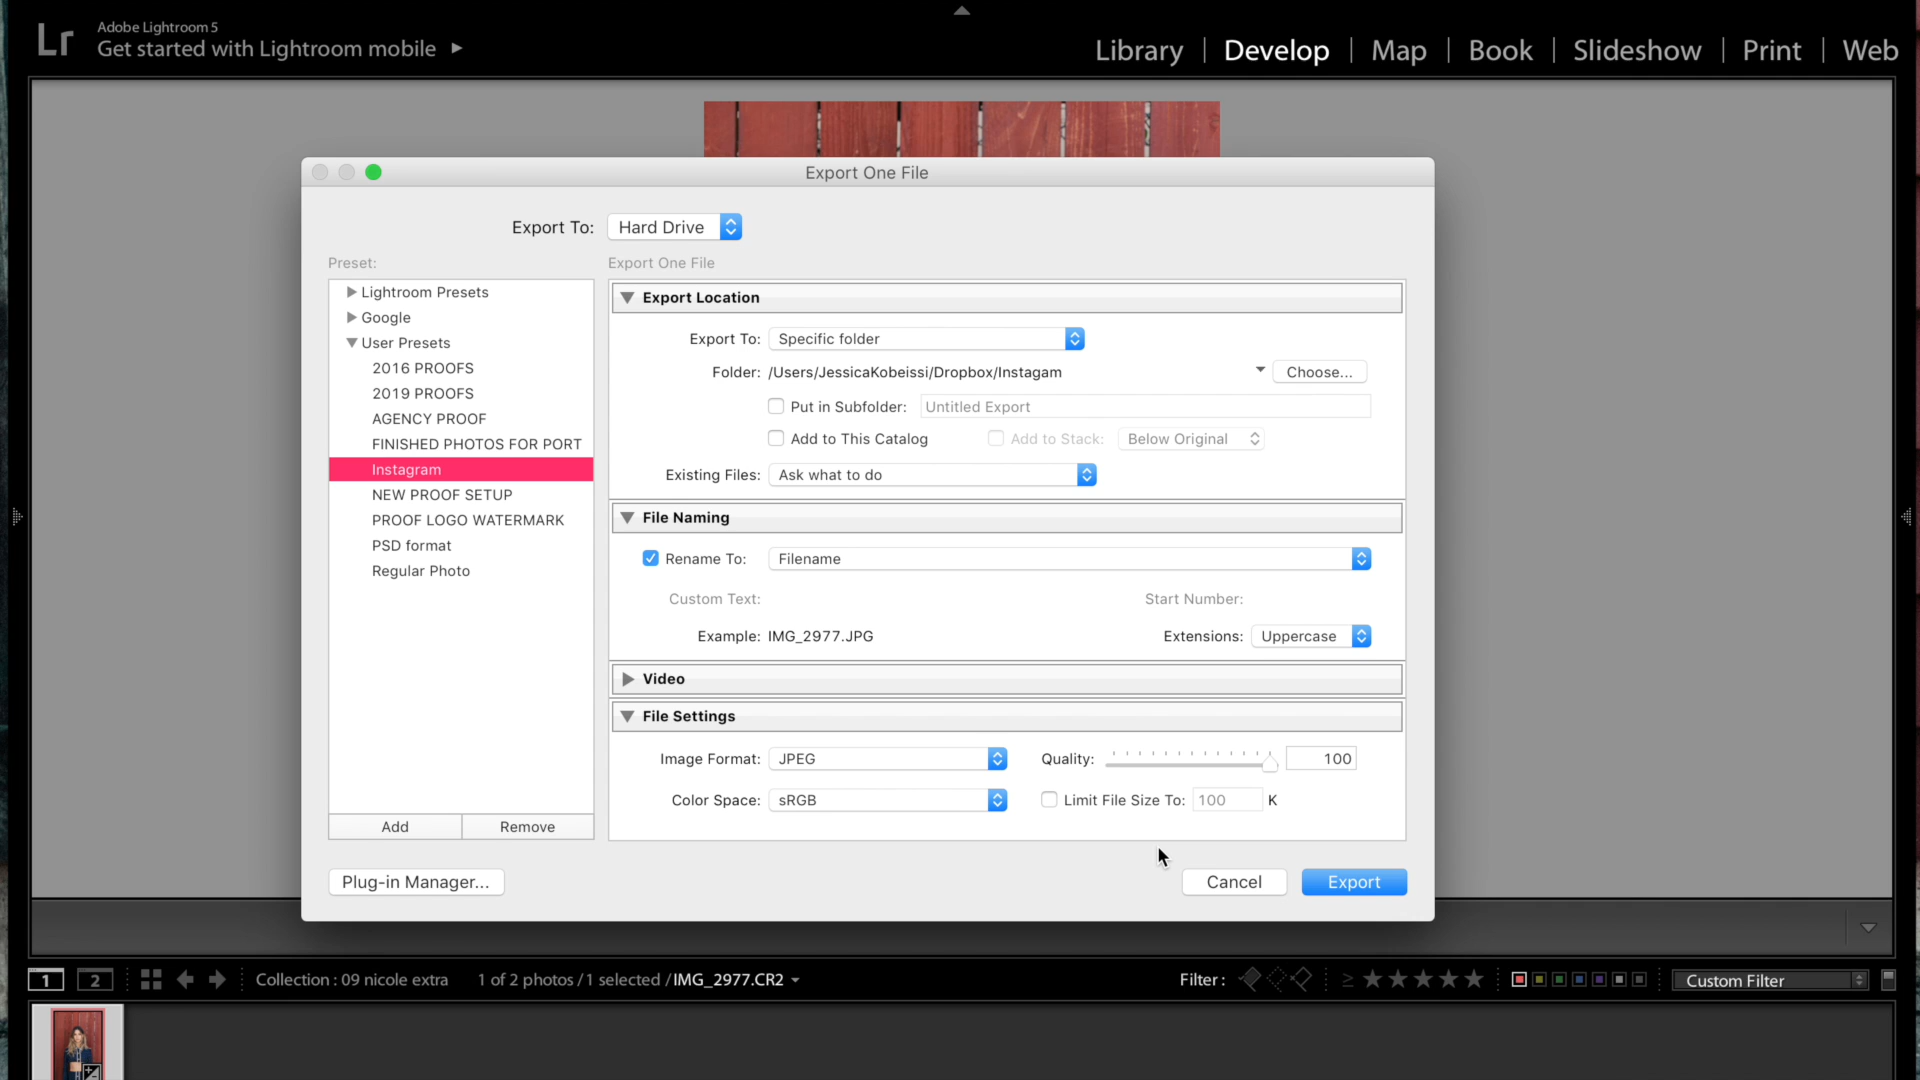 Lr
Adobe Lightroom 5
Get started with Lightroom mobile
Library | Develop | Map | Book | Slideshow | Print | Web
Export One File
Export To: Hard Drive
Preset:
Export One File
Lightroom Presets
Google
User Presets
2016 PROOFS
2019 PROOFS
AGENCY PROOF
FINISHED PHOTOS FOR PORT
Instagram
NEW PROOF SETUP
PROOF LOGO WATERMARK
PSD format
Regular Photo
Add
Remove
Export Location
Export To: Specific folder
Folder: /Users/JessicaKobeissi/Dropbox/Instagam
Choose...
Put in Subfolder: Untitled Export
Add to This Catalog
Add to Stack: Below Original
Existing Files: Ask what to do
File Naming
Rename To: Filename
Custom Text:
Start Number:
Example: IMG_2977.JPG
Extensions: Uppercase
Video
File Settings
Image Format: JPEG
Quality: 100
Color Space: sRGB
Limit File Size To: 100 K
Plug-in Manager...
Cancel
Export
1 2
Collection : 09 nicole extra
1 of 2 photos / 1 selected / IMG_2977.CR2
Filter :
≥
Custom Filter